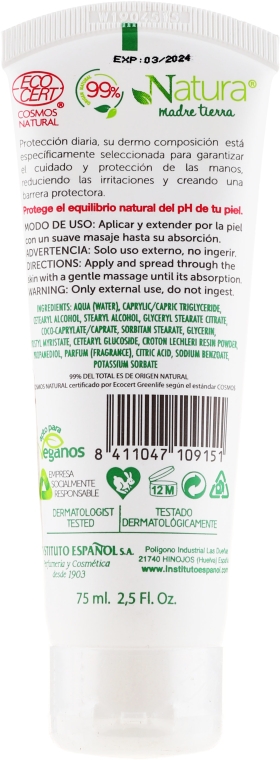 EXP: 03/2024
ECO
CERT
COSMOS
NATURAL
99%
Natura®
madre tierra
Protección diaria, su dermo composición está
específicamente seleccionada para garantizar
el cuidado y protección de las manos,
reduciendo las irritaciones y creando una
barrera protectora.
Protege el equilibrio natural del pH de tu piel.
MODO DE USO: Aplicar y extender por la piel
con un suave masaje hasta su absorción.
ADVERTENCIA: Solo uso externo, no ingerir.
DIRECTIONS: Apply and spread through the
skin with a gentle massage until its absorption.
WARNING: Only external use, do not ingest.
INGREDIENTS: AQUA (WATER), CAPRYLIC/CAPRIC TRIGLYCERIDE,
CETEARYL ALCOHOL, STEARYL ALCOHOL, GLYCERYL STEARATE CITRATE,
COCO-CAPRYLATE/CAPRATE, SORBITAN STEARATE, GLYCERIN,
MYRISTATE, CETEARYL GLUCOSIDE, CROTON LECHLERI RESIN POWDER,
PROPANEDIOL, PARFUM (FRAGRANCE), CITRIC ACID, SODIUM BENZOATE,
POTASSIUM SORBATE
99% DEL TOTAL ES DE ORIGEN NATURAL
COSMOS NATURAL certificado por Ecocert Greenlife según el estándar COSMOS
apto para
veganos
8 411047 109151
EMPRESA
SOCIALMENTE
RESPONSABLE
12 M
DERMATOLOGIST
TESTED
TESTADO
DERMATOLÓGICAMENTE
INSTITUTO ESPAÑOL S.A.
Perfumería y Cosmética
desde 1903
Polígono Industrial Las Dueñas
21740 HINOJOS (Huelva) España
www.institutoespanol.com
75 ml. 2,5 Fl. Oz.